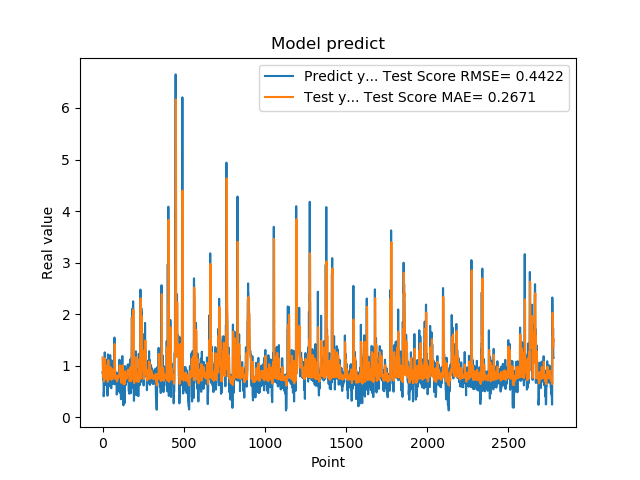 Model predict
Predict y... Test Score RMSE= 0.4422
Test y... Test Score MAE= 0.2671
Real value
6
5
4
3
2
1
0
0 500 1000 1500 2000 2500
Point